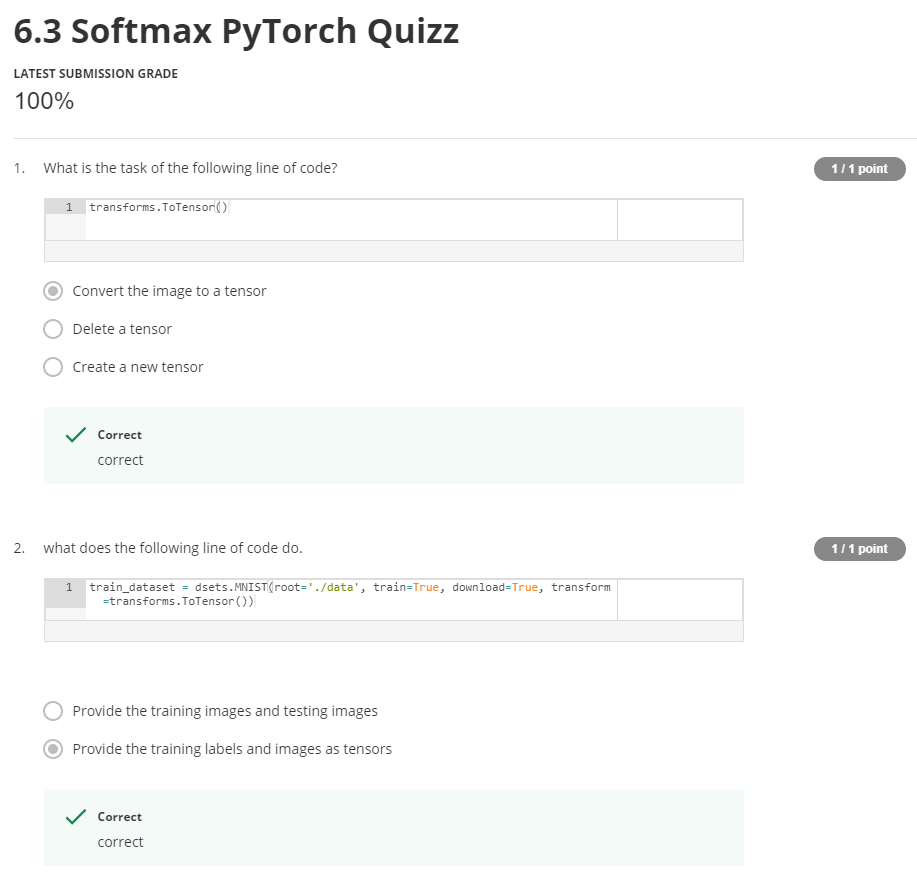 6.3 Softmax PyTorch Quizz
LATEST SUBMISSION GRADE
100%
1. What is the task of the following line of code?
1 / 1 point
1 transforms.ToTensor()
Convert the image to a tensor
Delete a tensor
Create a new tensor
Correct
correct
2. what does the following line of code do.
1 / 1 point
1 train_dataset = dsets.MNIST(root='./data', train=True, download=True, transform
=transforms.ToTensor())
Provide the training images and testing images
Provide the training labels and images as tensors
Correct
correct